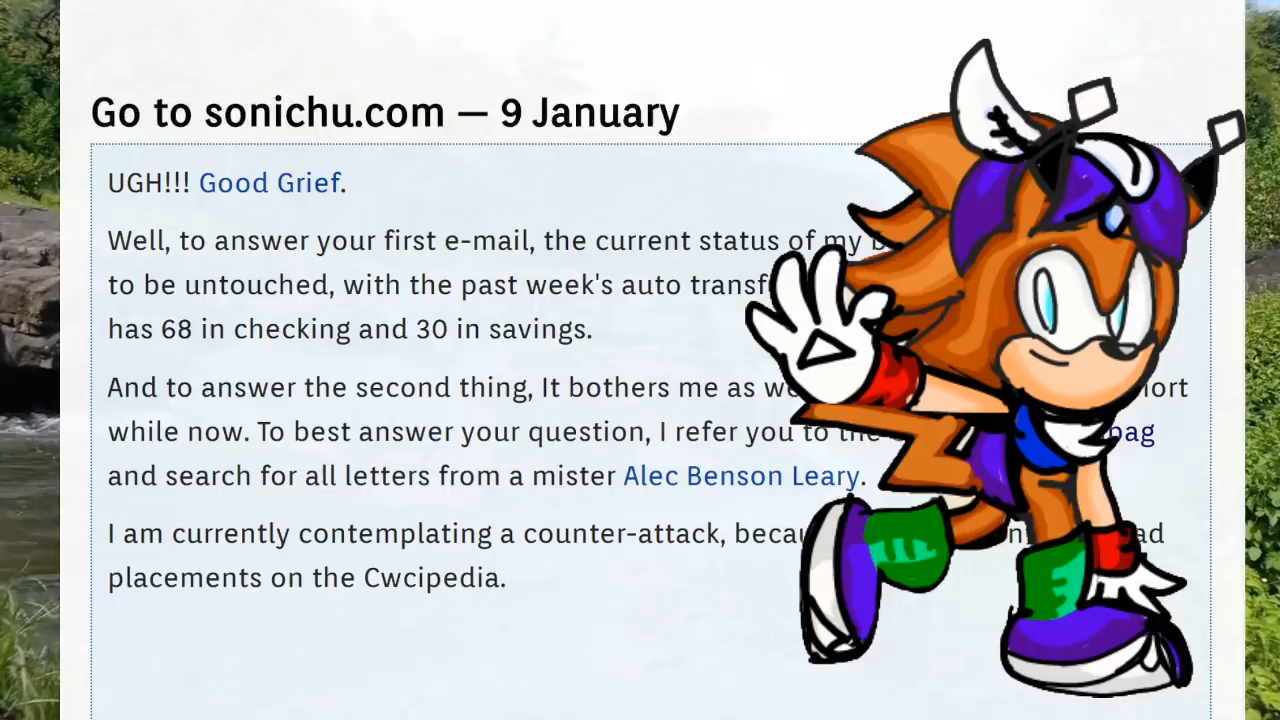 Go to sonichu.com — 9 January
UGH!!! Good Grief.
Well, to answer your first e-mail, the current status of my
to be untouched, with the past week's auto
has 68 in checking and 30 in savings.
And to answer the second thing, It bothers me as
while now. To best answer your question, I refer you to the
and search for all letters from a mister Alec Benson Leary.
I am currently contemplating a counter-attack,
placements on the Cwcipedia.